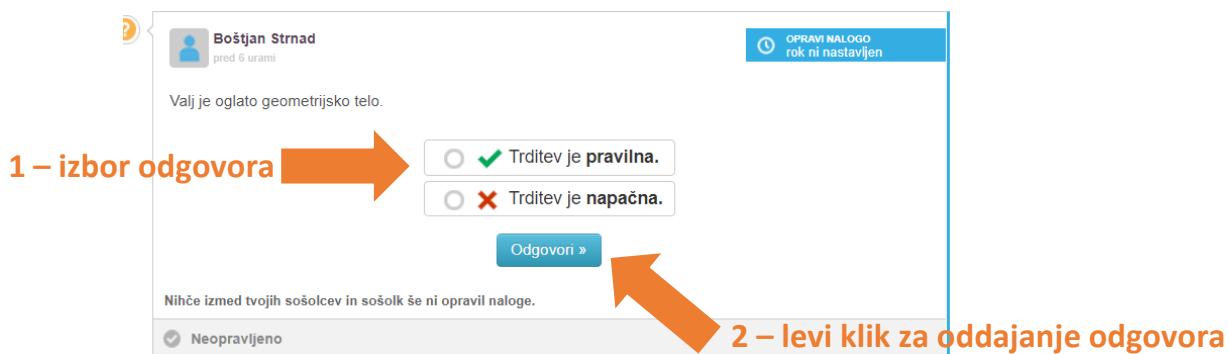 Boštjan Strnad
pred 6 urami
OPRAVI NALOGO
rok ni nastavljen
Valj je oglato geometrijsko telo.
1 – izbor odgovora
Trditev je pravilna.
Trditev je napačna.
Odgovori »
Nihče izmed tvojih sošolcev in sošolk še ni opravil naloge.
2 – levi klik za oddajanje odgovora
Neopravljeno